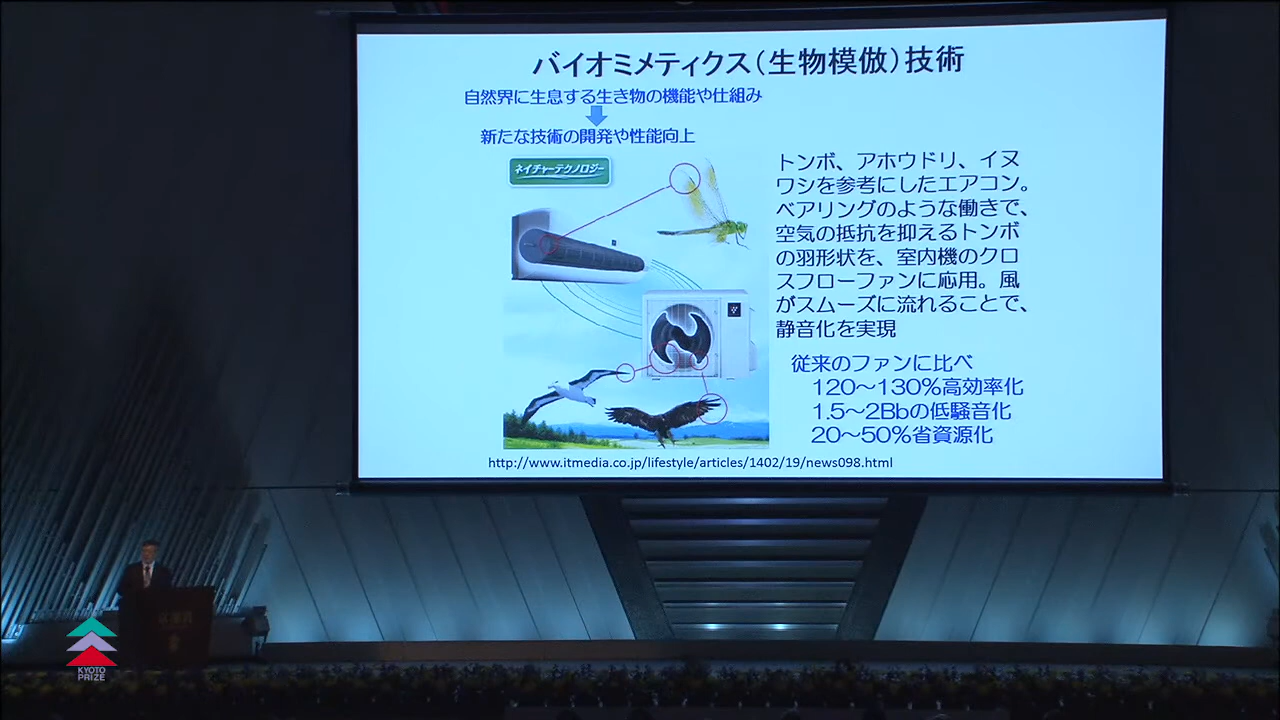 バイオミメティクス（生物模倣）技術
自然界に生息する生き物の機能や仕組み
新たな技術の開発や性能向上
ネイチャーテクノロジー
トンボ、アホウドリ、イヌ
ワシを参考にしたエアコン。
ベアリングのような働きで、
空気の抵抗を抑えるトンボ
の羽形状を、室内機のクロ
スフローファンに応用。風
がスムーズに流れることで、
静音化を実現
従来のファンに比べ
120～130%高効率化
1.5～2Bbの低騒音化
20～50%省資源化
http://www.itmedia.co.jp/lifestyle/articles/1402/19/news098.html
KYOTO
PRIZE